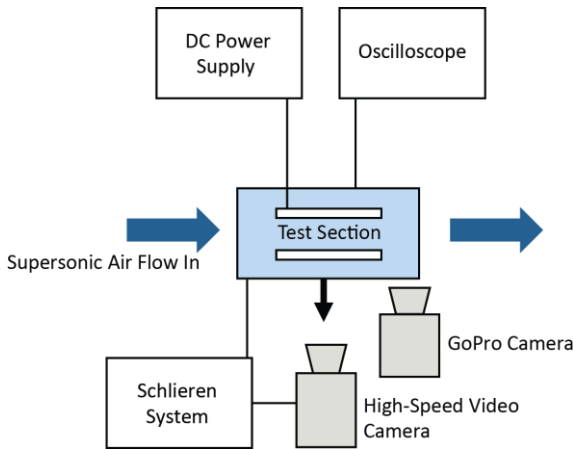 DC Power
Supply
Oscilloscope
Test Section
Supersonic Air Flow In
GoPro Camera
Schlieren
System
High-Speed Video
Camera